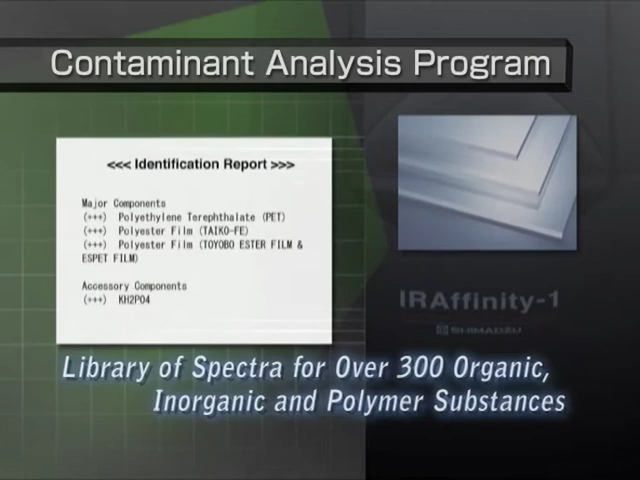 Contaminant Analysis Program
<<< Identification Report >>>
Major Components
(+++) Polyethylene Terephthalate (PET)
(+++) Polyester Film (TAIKO-FE)
(+++) Polyester Film (TOYOBO ESTER FILM &
ESPET FILM)
Accessory Components
(+++) KH2PO4
IRAffinity-1
SHIMADZU
Library of Spectra for Over 300 Organic,
Inorganic and Polymer Substances